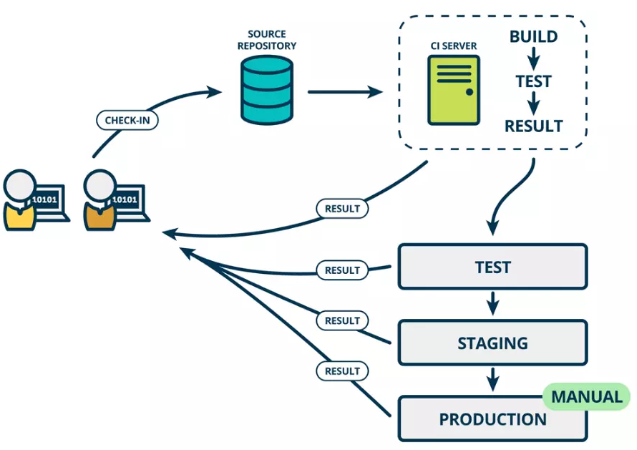 SOURCE
REPOSITORY
CI SERVER
BUILD
TEST
RESULT
CHECK-IN
10101
10101
RESULT
RESULT
TEST
RESULT
STAGING
RESULT
MANUAL
PRODUCTION